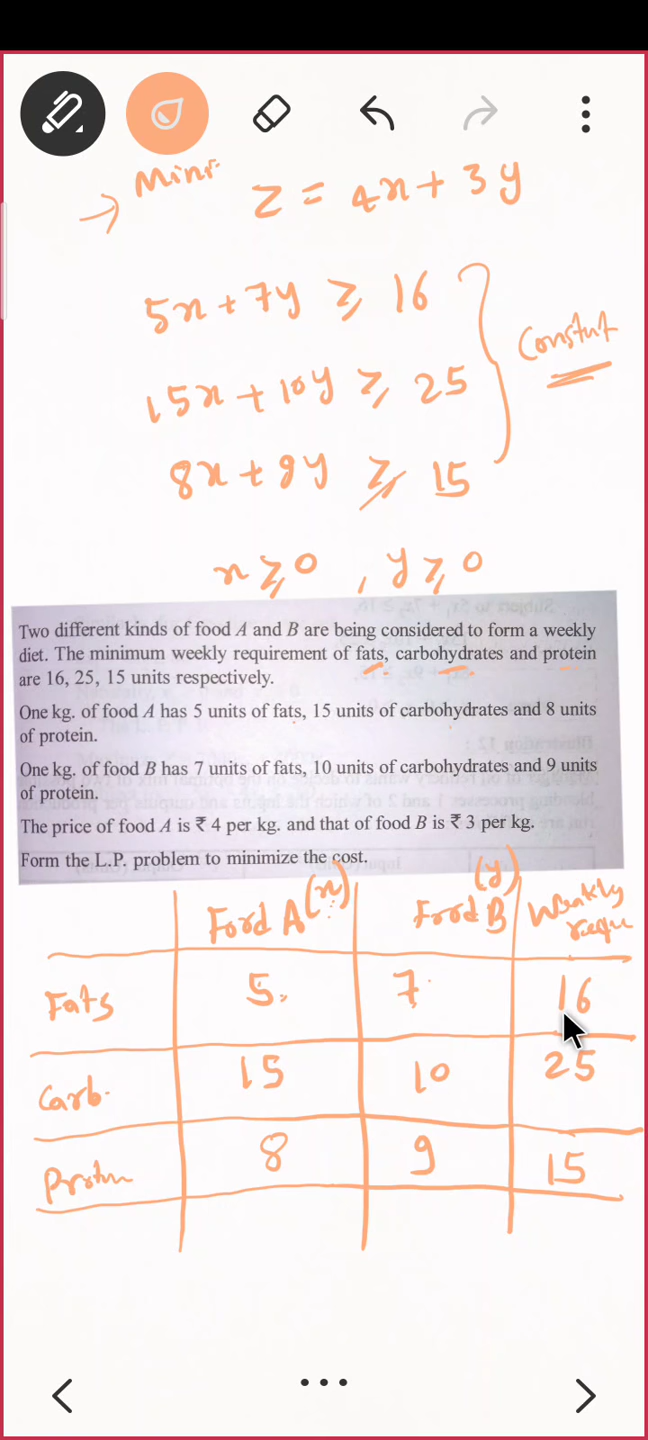 → Mini
z = 4x + 3y
5x + 7y ≥ 16
15x + 10y ≥ 25
8x + 9y ≥ 15
x ≥ 0 , y ≥ 0
Two different kinds of food A and B are being considered to form a weekly
diet. The minimum weekly requirement of fats, carbohydrates and protein
are 16, 25, 15 units respectively.
One kg. of food A has 5 units of fats, 15 units of carbohydrates and 8 units
of protein.
One kg. of food B has 7 units of fats, 10 units of carbohydrates and 9 units
of protein.
The price of food A is ₹ 4 per kg. and that of food B is ₹ 3 per kg.
Form the L.P. problem to minimize the cost.
Food A (x) Food B (y) Weekly
Fats 5 7 16
Carb. 15 10 25
8 9 15